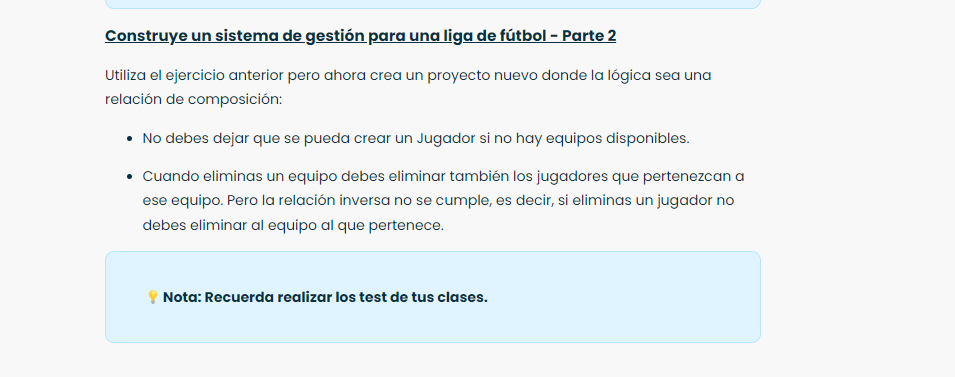 Construye un sistema de gestión para una liga de fútbol - Parte 2
Utiliza el ejercicio anterior pero ahora crea un proyecto nuevo donde la lógica sea una
relación de composición:
• No debes dejar que se pueda crear un Jugador si no hay equipos disponibles.
• Cuando eliminas un equipo debes eliminar también los jugadores que pertenezcan a
ese equipo. Pero la relación inversa no se cumple, es decir, si eliminas un jugador no
debes eliminar al equipo al que pertenece.
💡 Nota: Recuerda realizar los test de tus clases.